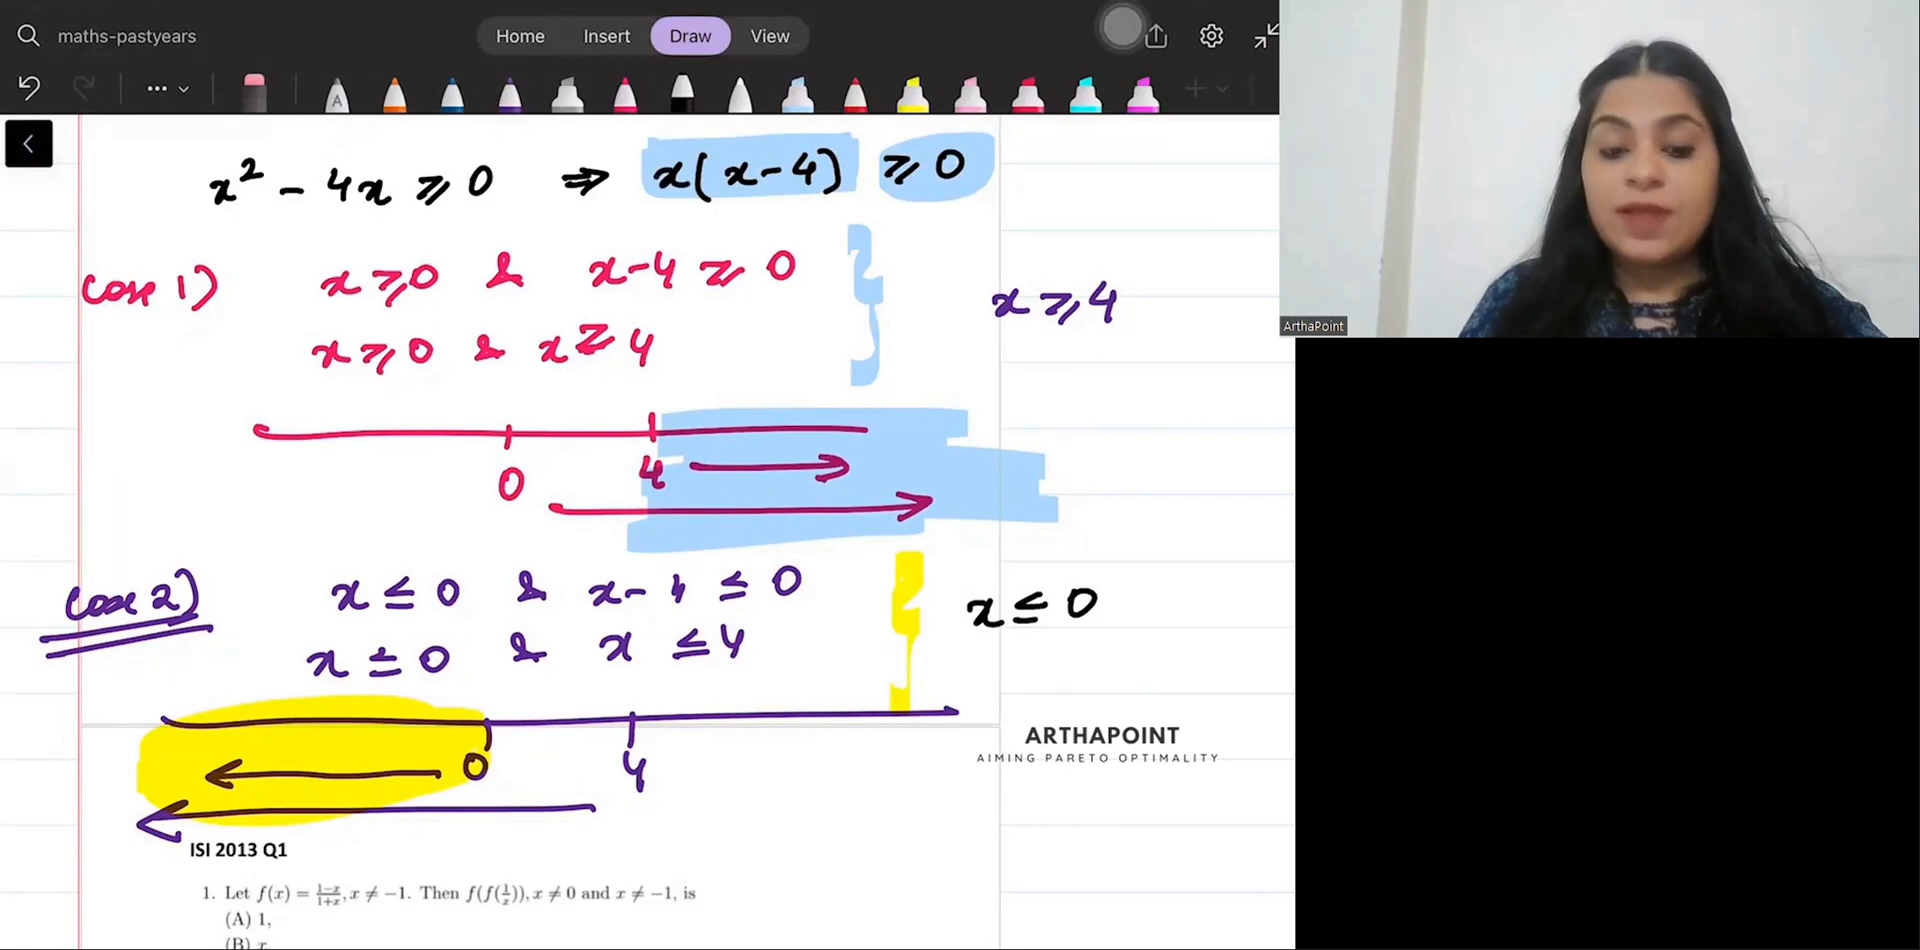 maths-pastyears
Home Insert Draw View
x² - 4x ≥ 0 ⇒ x(x-4) ≥ 0
Case 1) x ≥ 0 & x-4 ≥ 0
x ≥ 4
x ≥ 0 & x ≥ 4
0 4
Case 2) x ≤ 0 & x-4 ≤ 0
x ≤ 0
x ≤ 0 & x ≤ 4
0 4
ARTHAPOINT
AIMING PARETO OPTIMALITY
ISI 2013 Q1
1. Let f(x) = (1-x)/(1+x), x ≠ -1. Then f(f(1/x)), x ≠ 0 and x ≠ -1, is
(A) 1,
(B) x
ArthaPoint